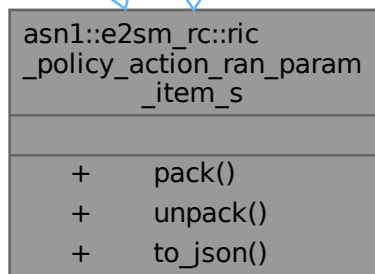 asn1::e2sm_rc::ric
_policy_action_ran_param
_item_s
+ pack()
+ unpack()
+ to_json()